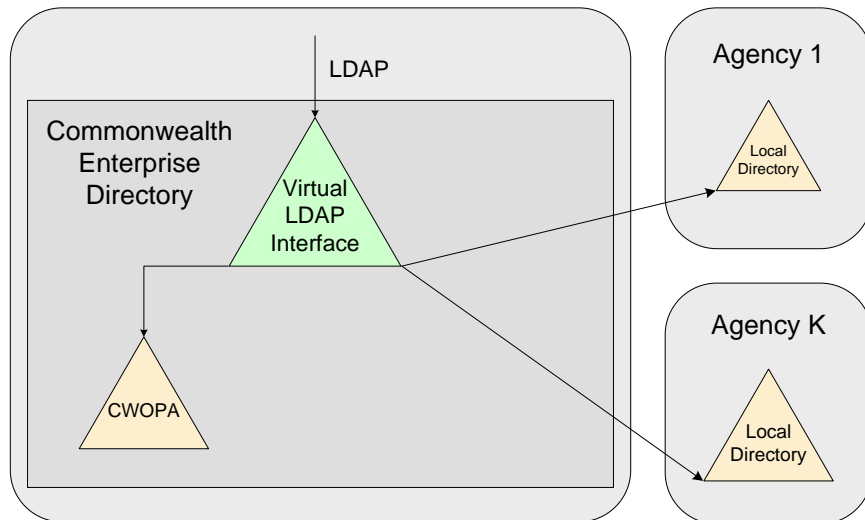 LDAP
Commonwealth
Enterprise
Directory
Virtual
LDAP
Interface
CWOPA
Agency 1
Local
Directory
Agency K
Local
Directory